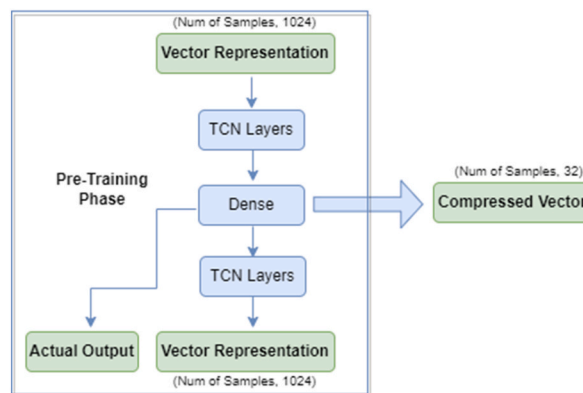 (Num of Samples, 1024)
Vector Representation
TCN Layers
Pre-Training
Phase
Dense
(Num of Samples, 32)
Compressed Vector
TCN Layers
Actual Output
Vector Representation
(Num of Samples, 1024)